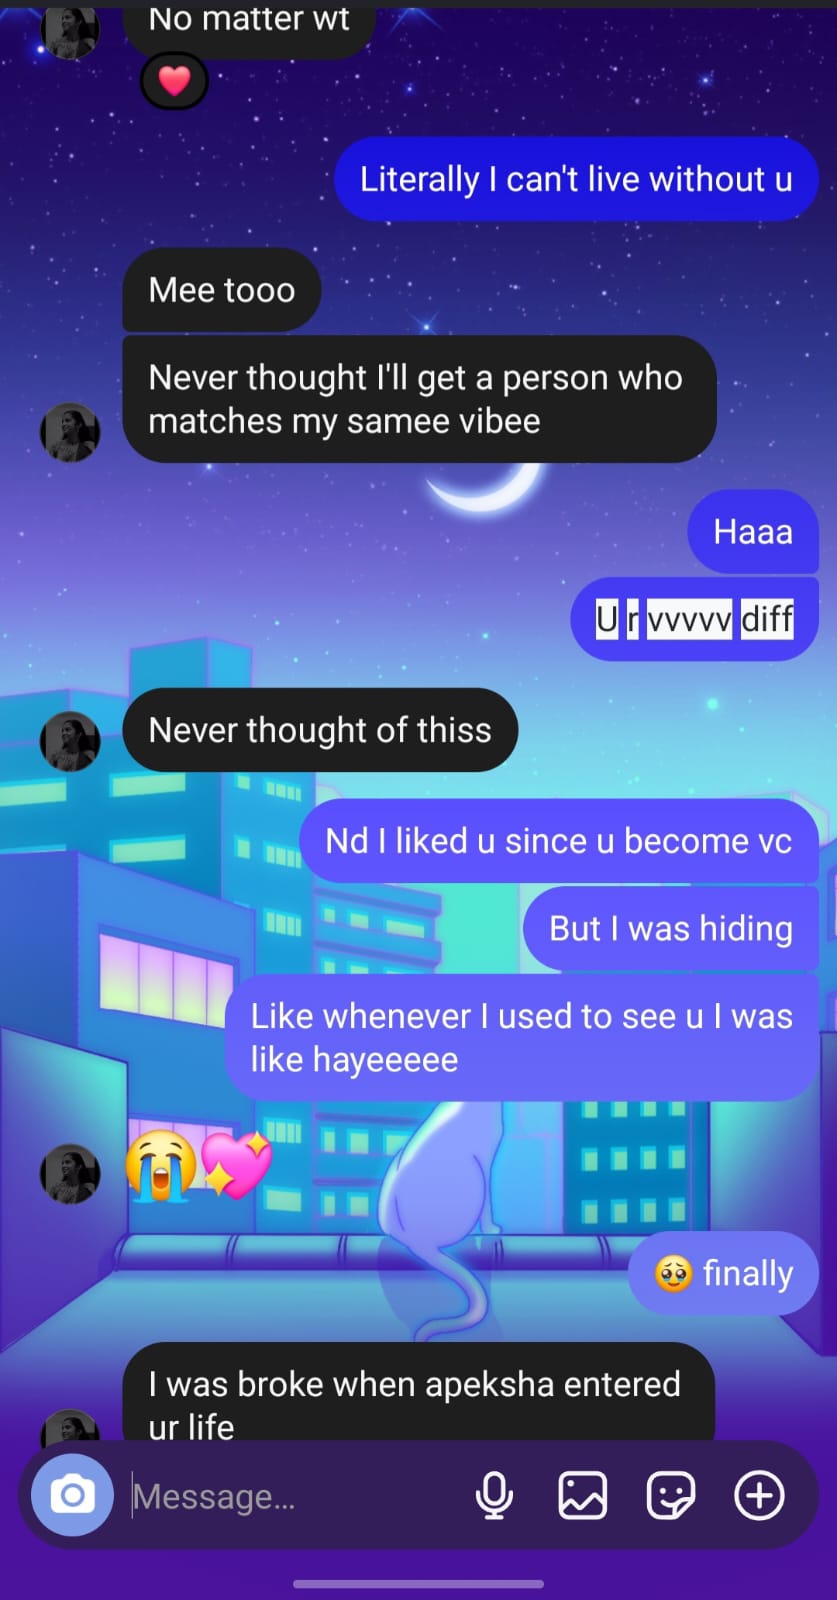 No matter wt
❤️
Literally I can't live without u
Mee tooo
Never thought I'll get a person who
matches my samee vibee
Haaa
U r vvvvv diff
Never thought of thiss
Nd I liked u since u become vc
But I was hiding
Like whenever I used to see u I was
like hayeeeee
😭💖
🥹 finally
I was broke when apeksha entered
ur life
Message...